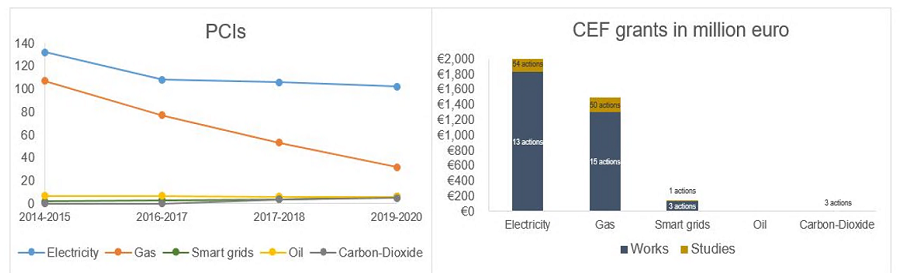 PCIs
140
120
100
80
60
40
20
0
2014-2015 2016-2017 2017-2018 2019-2020
Electricity Gas Smart grids Oil Carbon-Dioxide
CEF grants in million euro
€2,000
€1,800
€1,600
€1,400
€1,200
€1,000
€800
€600
€400
€200
€0
54 actions
13 actions
50 actions
15 actions
1 actions
3 actions
3 actions
Electricity Gas Smart grids Oil Carbon-Dioxide
Works Studies